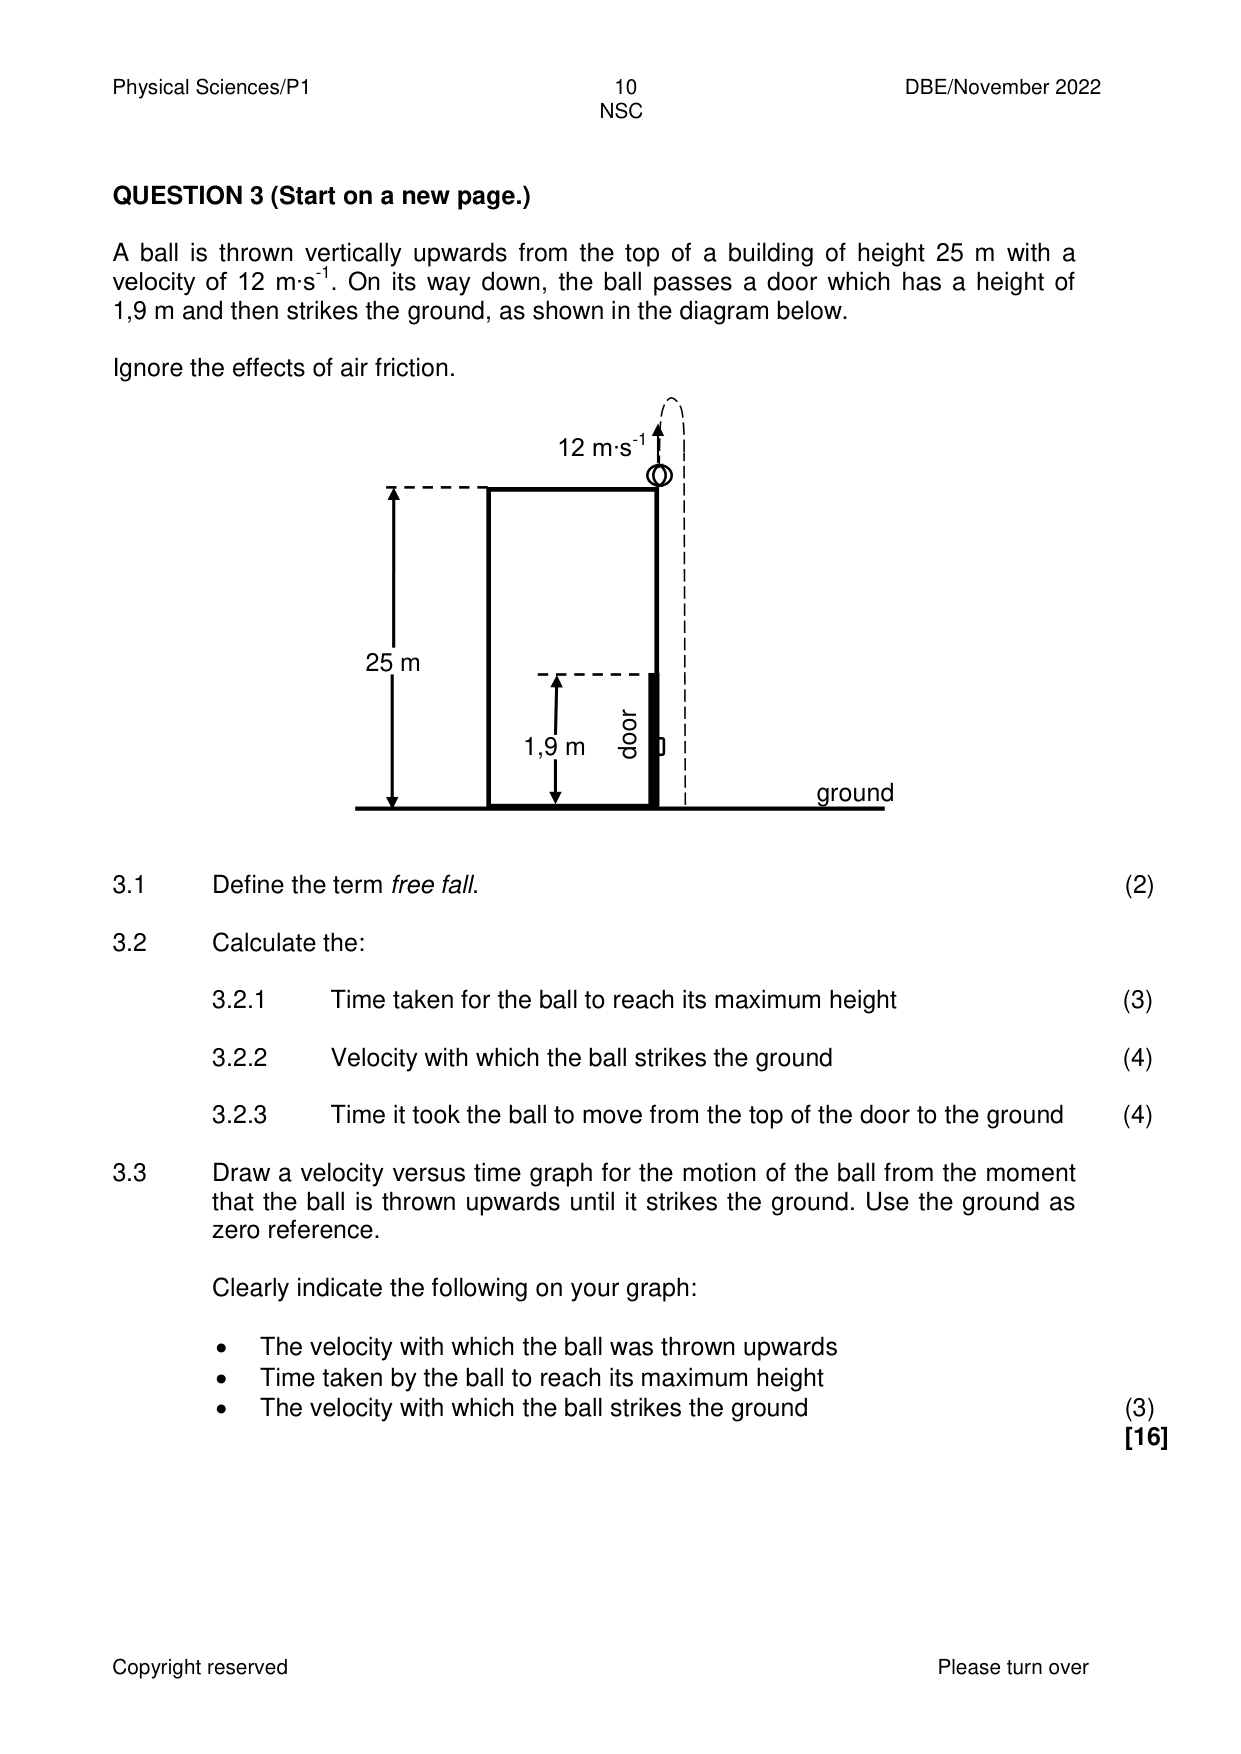 Physical Sciences/P1 10 DBE/November 2022
NSC
QUESTION 3 (Start on a new page.)
A ball is thrown vertically upwards from the top of a building of height 25 m with a
velocity of 12 m·s-1. On its way down, the ball passes a door which has a height of
1,9 m and then strikes the ground, as shown in the diagram below.
Ignore the effects of air friction.
12 m·s-1
25 m
1,9 m
door
ground
3.1 Define the term free fall. (2)
3.2 Calculate the:
3.2.1 Time taken for the ball to reach its maximum height (3)
3.2.2 Velocity with which the ball strikes the ground (4)
3.2.3 Time it took the ball to move from the top of the door to the ground (4)
3.3 Draw a velocity versus time graph for the motion of the ball from the moment
that the ball is thrown upwards until it strikes the ground. Use the ground as
zero reference.
Clearly indicate the following on your graph:
• The velocity with which the ball was thrown upwards
• Time taken by the ball to reach its maximum height
• The velocity with which the ball strikes the ground (3)
[16]
Copyright reserved Please turn over